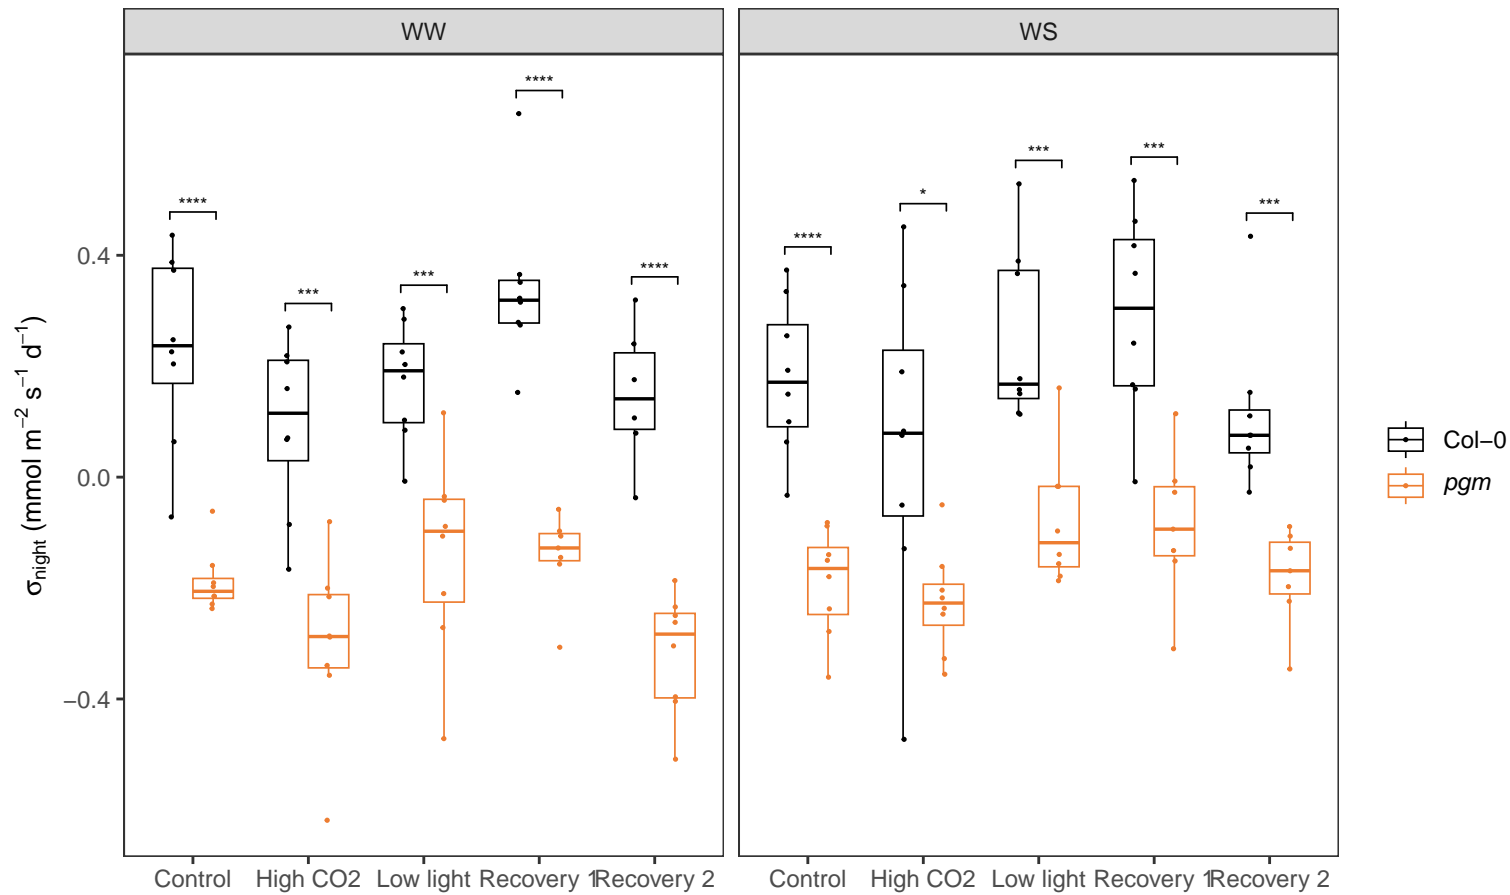 WW
WS
****
***
***
****
****
****
*
***
***
***
0.4
0.0
−0.4
σnight (mmol m−2 s−1 d−1)
Control High CO2 Low light Recovery 1 Recovery 2
Control High CO2 Low light Recovery 1 Recovery 2
Col−0
pgm